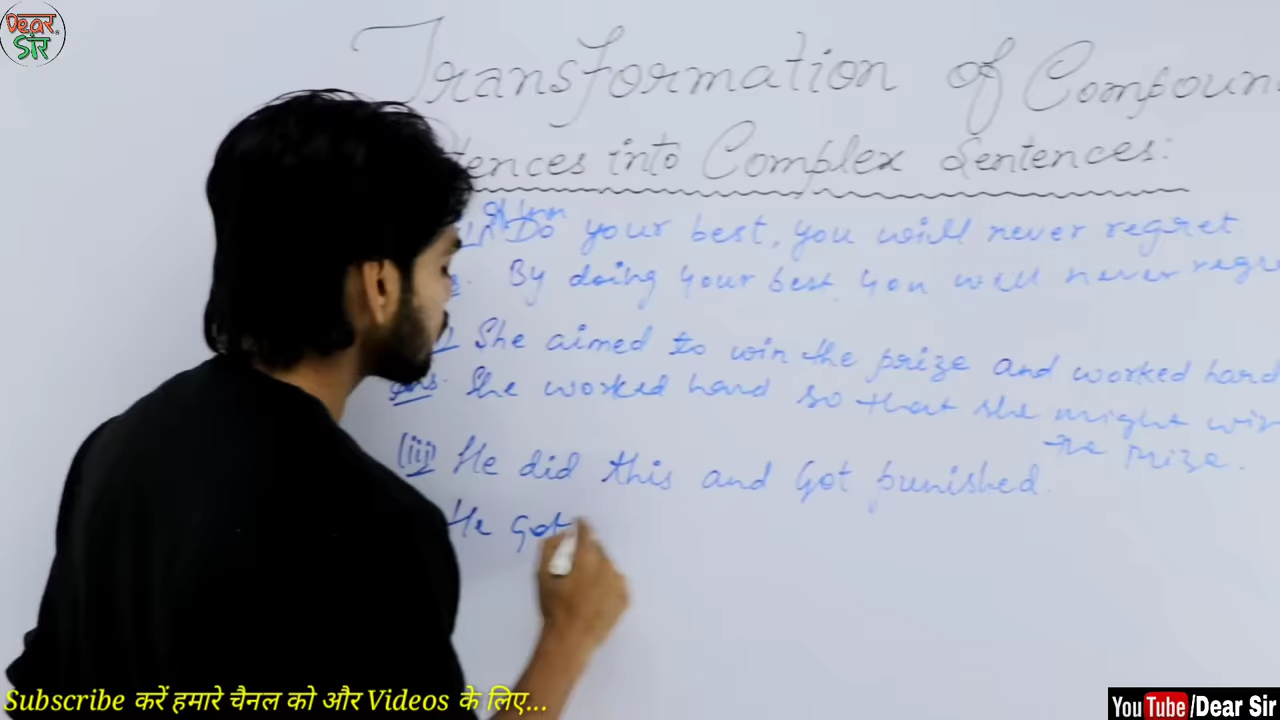 Dear
Sir सर
Transformation of Compoun
tences into Complex Sentences:
Do your best, you will never regret.
By doing your best, you will never regre
She aimed to win the prize and worked hard
Ans. She worked hard so that she might win
the prize.
(iii) He did this and Got punished.
He Got
Subscribe करें हमारे चैनल को और Videos के लिए...
YouTube/Dear Sir